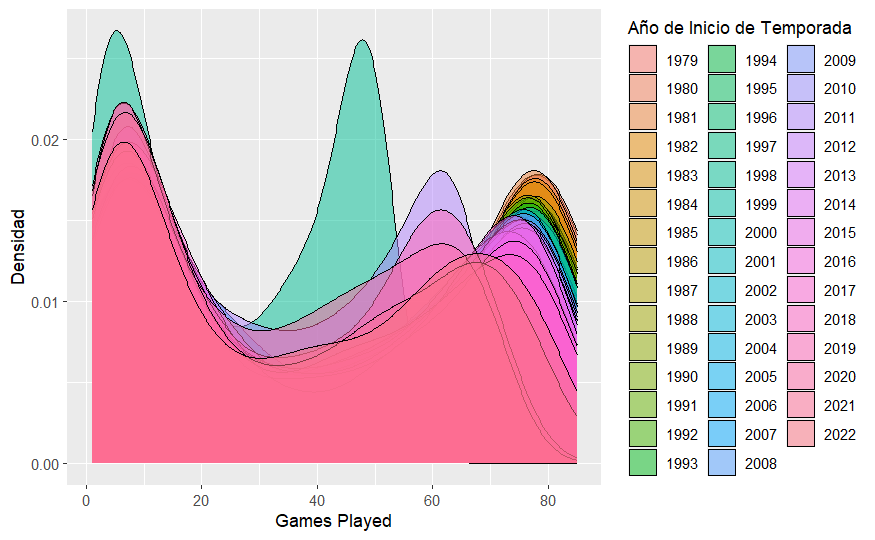 Año de Inicio de Temporada
1979 1994 2009
1980 1995 2010
1981 1996 2011
1982 1997 2012
1983 1998 2013
1984 1999 2014
1985 2000 2015
1986 2001 2016
1987 2002 2017
1988 2003 2018
1989 2004 2019
1990 2005 2020
1991 2006 2021
1992 2007 2022
1993 2008
Densidad
0.02
0.01
0.00
0 20 40 60 80
Games Played